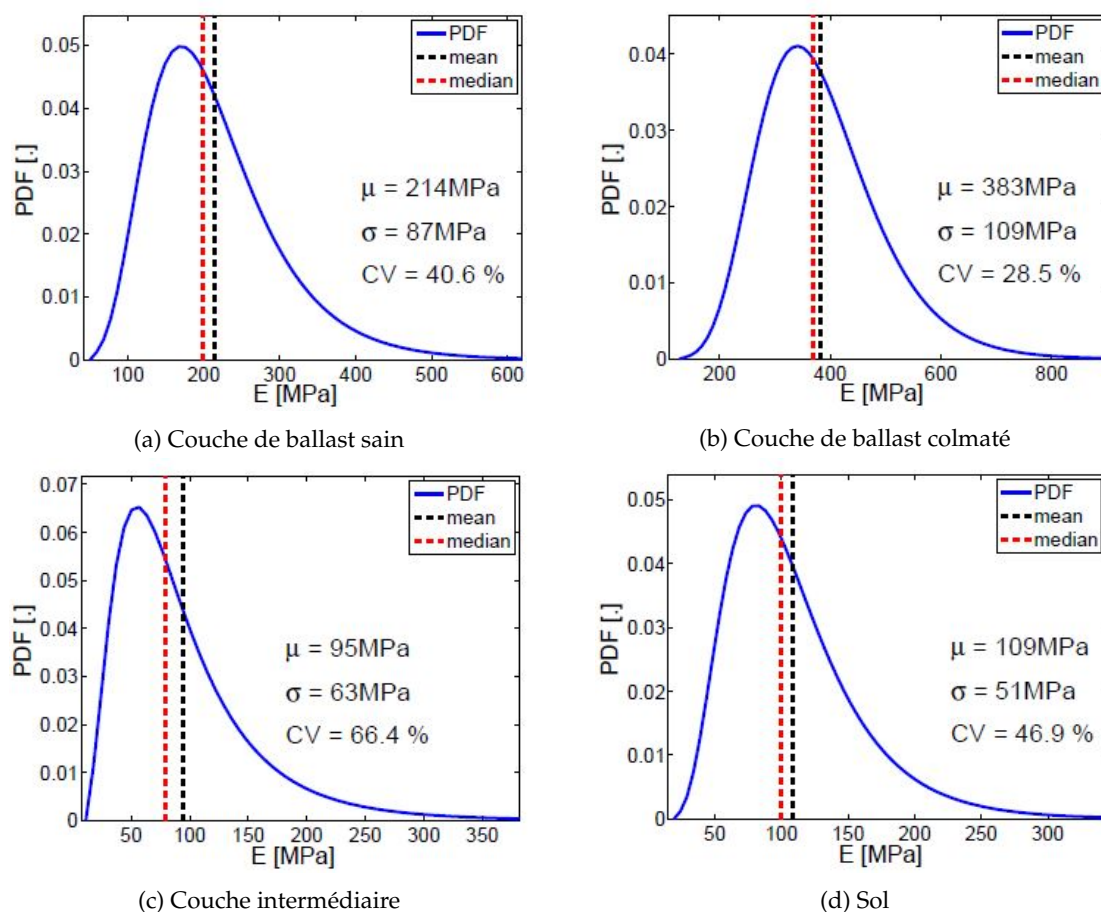 PDF
mean
median
0.05
0.04
0.03
0.02
0.01
0
PDF [.]
μ = 214MPa
σ = 87MPa
CV = 40.6 %
100 200 300 400 500 600
E [MPa]
(a) Couche de ballast sain
PDF
mean
median
0.04
0.03
0.02
0.01
0
PDF [.]
μ = 383MPa
σ = 109MPa
CV = 28.5 %
200 400 600 800
E [MPa]
(b) Couche de ballast colmaté
PDF
mean
median
0.07
0.06
0.05
0.04
0.03
0.02
0.01
0
PDF [.]
μ = 95MPa
σ = 63MPa
CV = 66.4 %
50 100 150 200 250 300 350
E [MPa]
(c) Couche intermédiaire
PDF
mean
median
0.05
0.04
0.03
0.02
0.01
0
PDF [.]
μ = 109MPa
σ = 51MPa
CV = 46.9 %
50 100 150 200 250 300
E [MPa]
(d) Sol